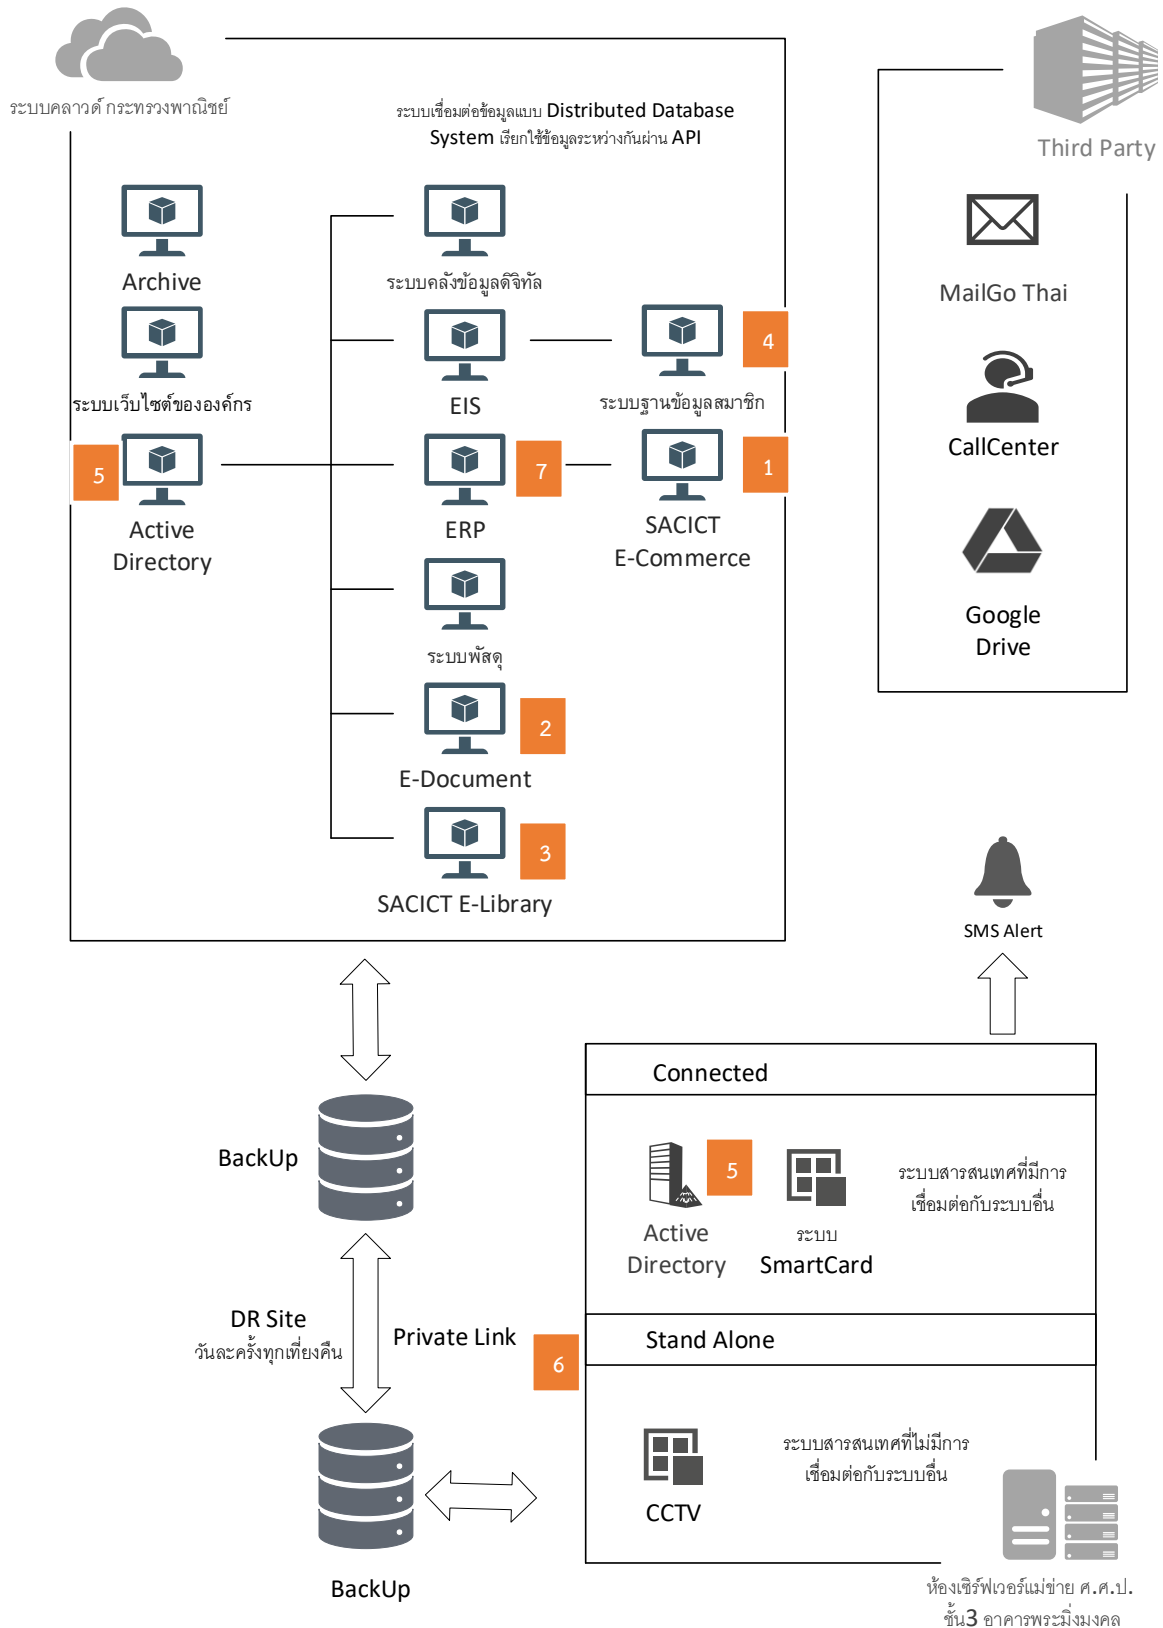 ระบบคลาวด์ กระทรวงพาณิชย์
ระบบเชื่อมต่อข้อมูลแบบ Distributed Database
System เรียกใช้ข้อมูลระหว่างกันผ่าน API
Archive
ระบบคลังข้อมูลดิจิทัล
ระบบเว็บไซต์ขององค์กร
EIS
ระบบฐานข้อมูลสมาชิก
4
5
Active
Directory
7
ERP
1
SACICT
E-Commerce
ระบบพัสดุ
2
E-Document
3
SACICT E-Library
Third Party
MailGo Thai
CallCenter
Google
Drive
SMS Alert
BackUp
DR Site
วันละครั้งทุกเที่ยงคืน
Private Link
6
BackUp
Connected
5
Active
Directory
ระบบ
SmartCard
ระบบสารสนเทศที่มีการ
เชื่อมต่อกับระบบอื่น
Stand Alone
CCTV
ระบบสารสนเทศที่ไม่มีการ
เชื่อมต่อกับระบบอื่น
ห้องเซิร์ฟเวอร์แม่ข่าย ศ.ศ.ป.
ชั้น3 อาคารพระมิ่งมงคล